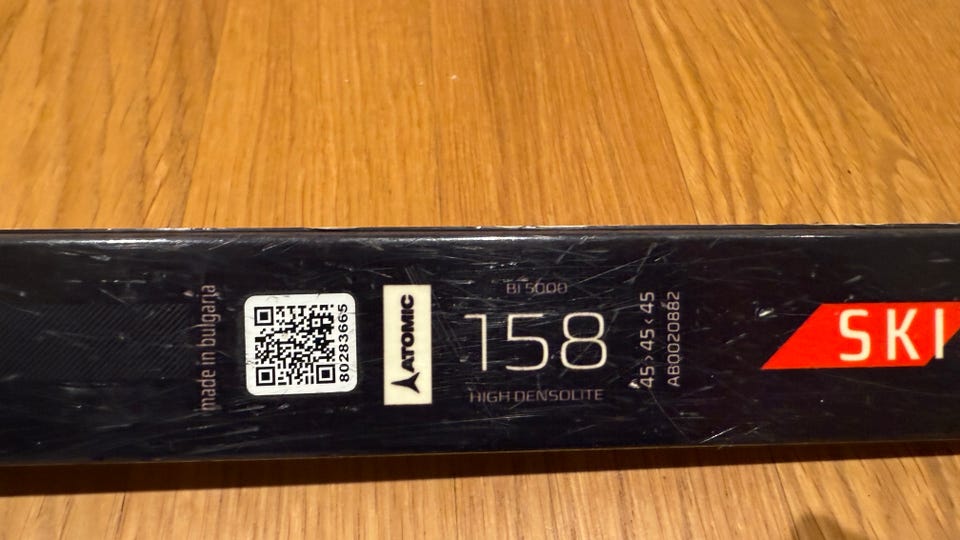 made in bulgaria
80283665
ATOMIC
BI 5000
158
HIGH DENSOLITE
45 › 45 ‹ 45
AB0020882
SKI